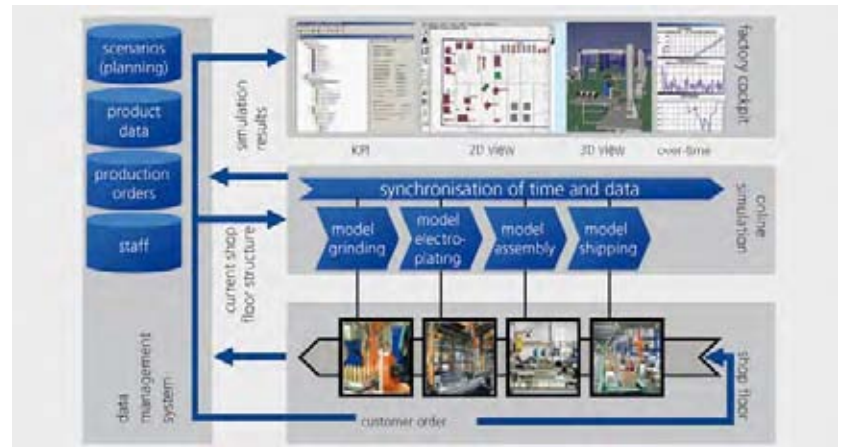 scenarios
(planning)
product
data
production
orders
staff
data
management
system
simulation
results
current shop
floor structure
KPI
2D view
3D view
over-time
factory cockpit
synchronisation of time and data
model
grinding
model
electro-
plating
model
assembly
model
shipping
online
simulation
shop floor
customer order